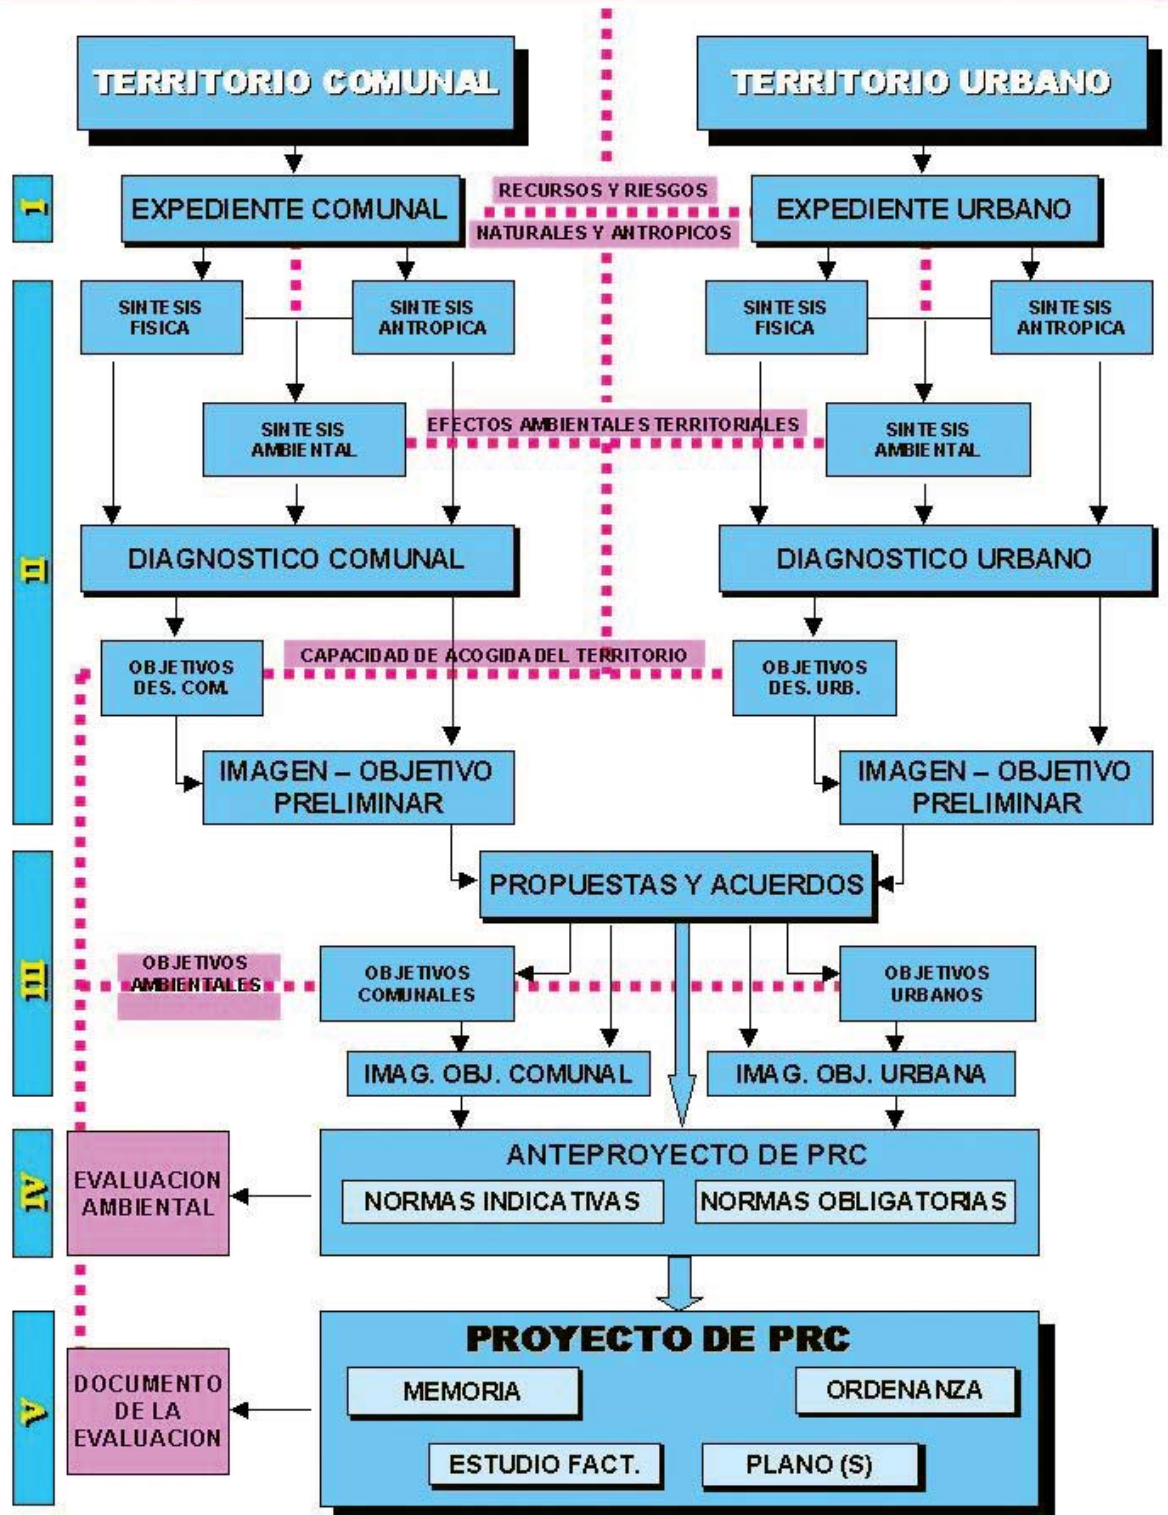 TERRITORIO COMUNAL
TERRITORIO URBANO
I
EXPEDIENTE COMUNAL
RECURSOS Y RIESGOS
NATURALES Y ANTROPICOS
EXPEDIENTE URBANO
II
SINTESIS
FISICA
SINTESIS
ANTROPICA
SINTESIS
FISICA
SINTESIS
ANTROPICA
SINTESIS
AMBIENTAL
EFECTOS AMBIENTALES TERRITORIALES
SINTESIS
AMBIENTAL
DIAGNOSTICO COMUNAL
DIAGNOSTICO URBANO
OBJETIVOS
DES. COM.
CAPACIDAD DE ACOGIDA DEL TERRITORIO
OBJETIVOS
DES. URB.
IMAGEN – OBJETIVO
PRELIMINAR
IMAGEN – OBJETIVO
PRELIMINAR
III
PROPUESTAS Y ACUERDOS
OBJETIVOS
AMBIENTALES
OBJETIVOS
COMUNALES
OBJETIVOS
URBANOS
IMAG. OBJ. COMUNAL
IMAG. OBJ. URBANA
IV
EVALUACION
AMBIENTAL
ANTEPROYECTO DE PRC
NORMAS INDICATIVAS
NORMAS OBLIGATORIAS
V
DOCUMENTO
DE LA
EVALUACION
PROYECTO DE PRC
MEMORIA
ORDENANZA
ESTUDIO FACT.
PLANO (S)